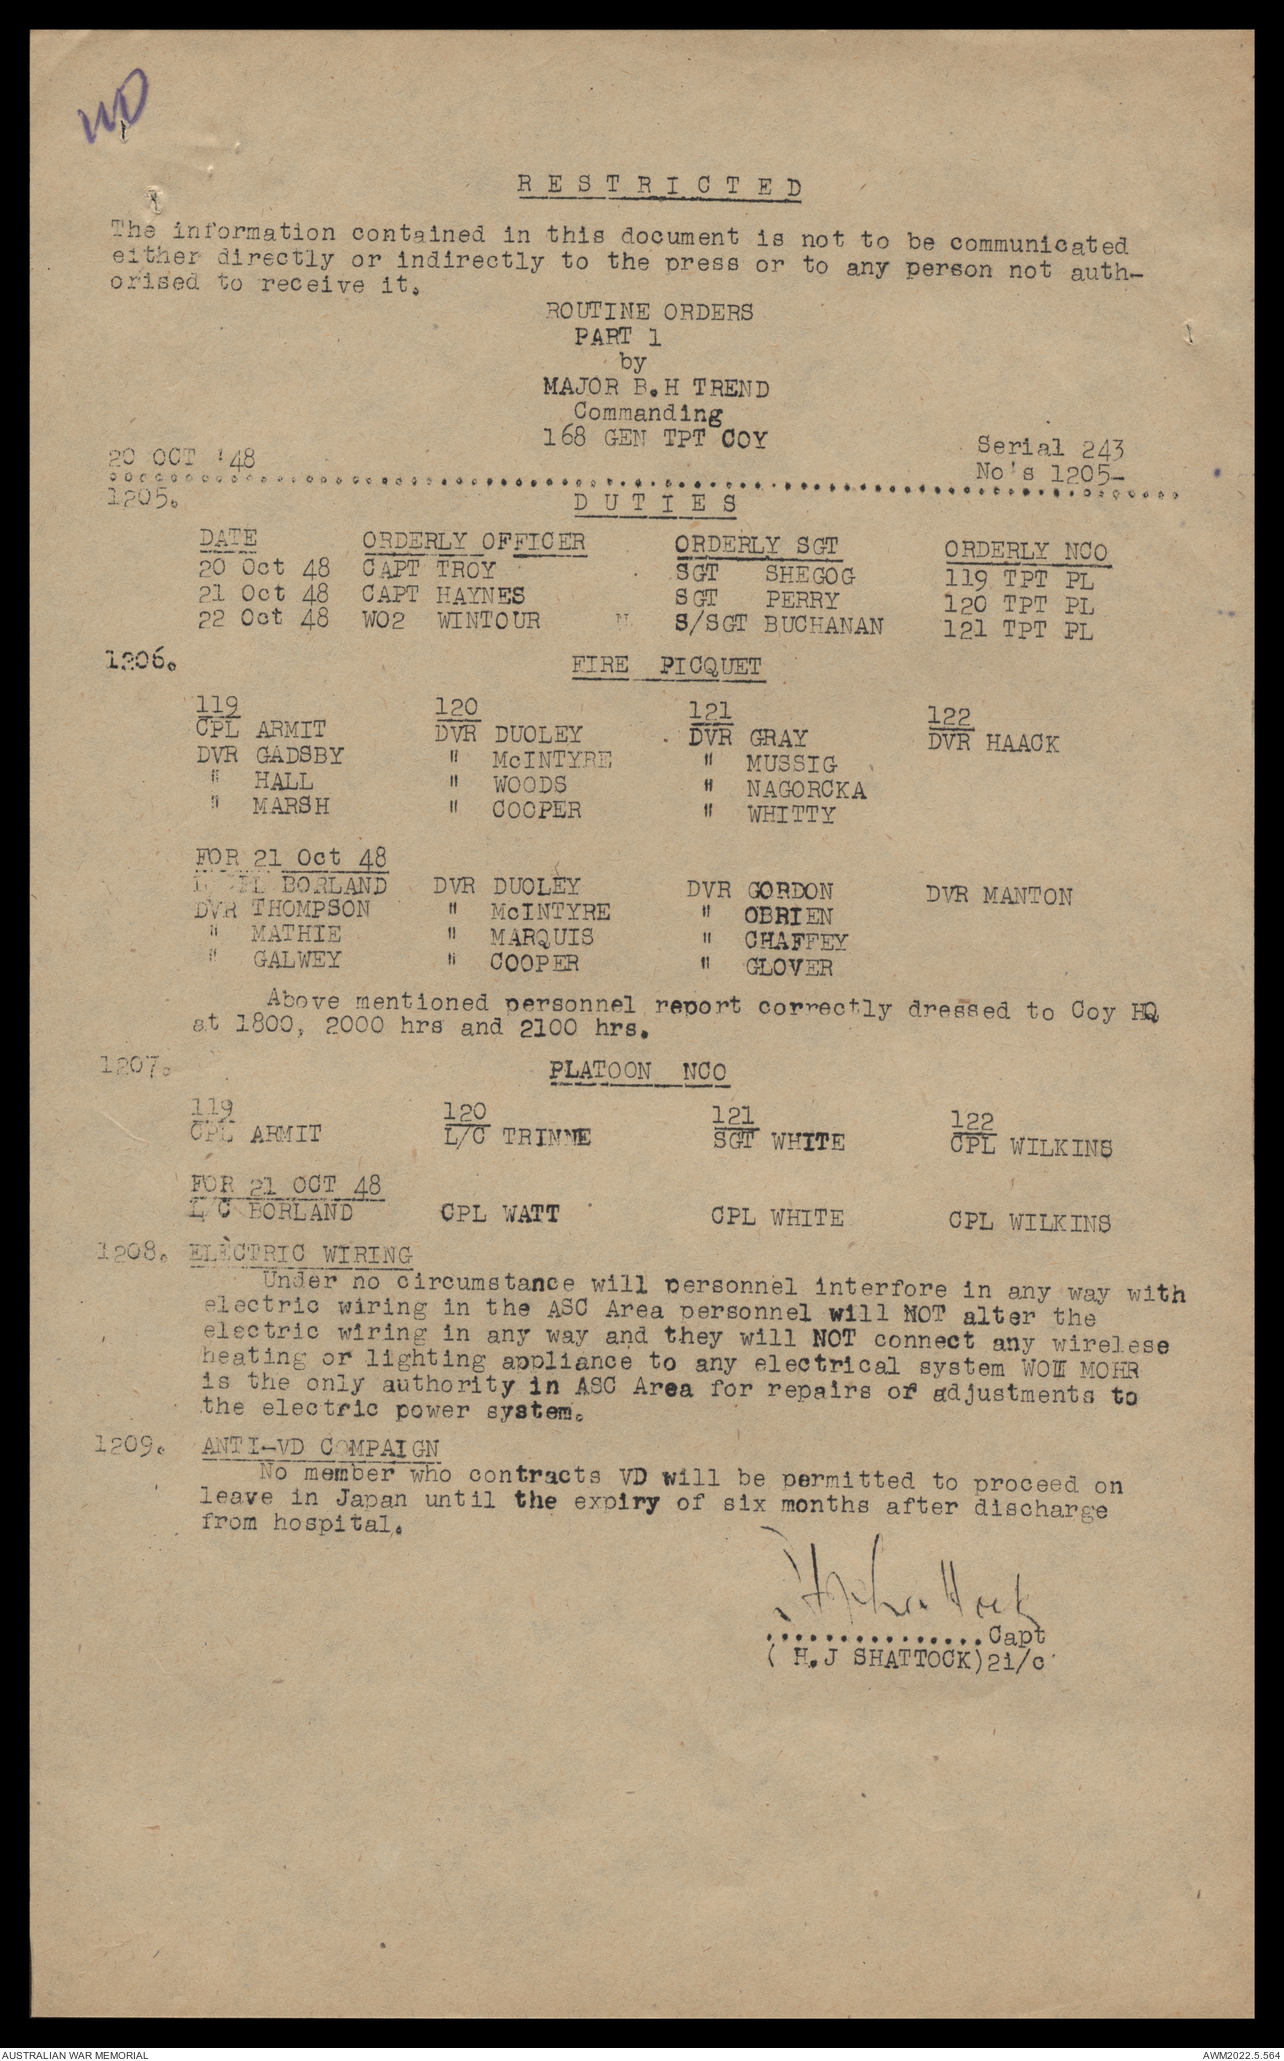 WD
RESTRICTED
The information contained in this document is not to be communicated
either directly or indirectly to the press or to any person not auth-
orised to receive it.
ROUTINE ORDERS
PART 1
by
MAJOR B.H TREND
Commanding
168 GEN TPT COY
Serial 243
20 OCT '48
No's 1205-
1205. DUTIES
DATE ORDERLY OFFICER ORDERLY SGT ORDERLY NCO
20 Oct 48 CAPT TROY SGT SHEGOG 119 TPT PL
21 Oct 48 CAPT HAYNES SGT PERRY 120 TPT PL
22 Oct 48 WO2 WINTOUR S/SGT BUCHANAN 121 TPT PL
1206. FIRE PICQUET
119 120 121 122
CPL ARMIT DVR DUOLEY DVR GRAY DVR HAACK
DVR GADSBY " McINTYRE " MUSSIG
" HALL " WOODS " NAGORCKA
" MARSH " COOPER " WHITTY
FOR 21 Oct 48
BORLAND DVR DUOLEY DVR GORDON DVR MANTON
DVR THOMPSON " McINTYRE " OBRIEN
" MATHIE " MARQUIS " CHAFFEY
" GALWEY " COOPER " GLOVER
Above mentioned personnel report correctly dressed to Coy HQ
at 1800, 2000 hrs and 2100 hrs.
1207. PLATOON NCO
119 120 121 122
CPL ARMIT L/C TRINNE SGT WHITE CPL WILKINS
FOR 21 OCT 48
L/C BORLAND CPL WATT CPL WHITE CPL WILKINS
1208. ELECTRIC WIRING
Under no circumstance will personnel interfore in any way with
electric wiring in the ASC Area personnel will NOT alter the
electric wiring in any way and they will NOT connect any wirelese
heating or lighting appliance to any electrical system WOII MOHR
is the only authority in ASC Area for repairs or adjustments to
the electric power system.
1209. ANTI-VD COMPAIGN
No member who contracts VD will be permitted to proceed on
leave in Japan until the expiry of six months after discharge
from hospital.
...............Capt
( H.J SHATTOCK)2i/c
AUSTRALIAN WAR MEMORIAL
AWM2022.5.564